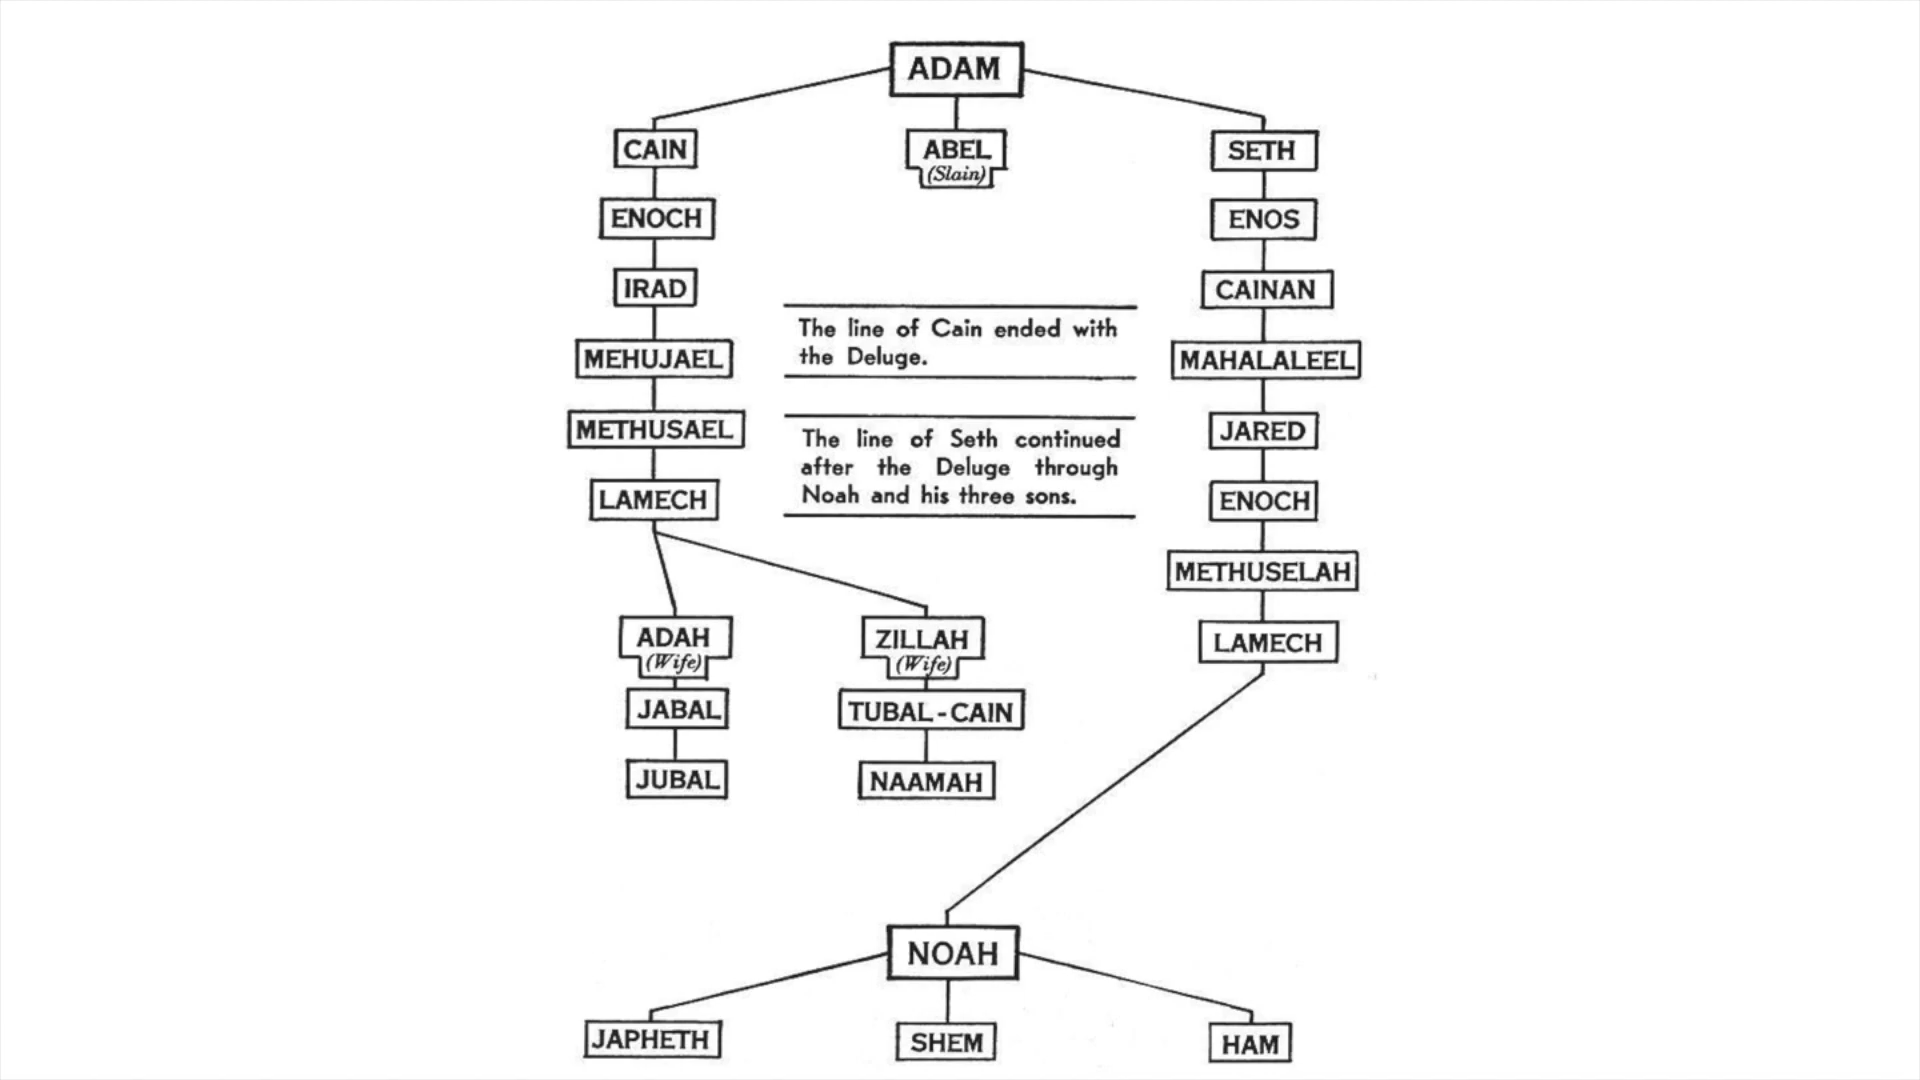 ADAM
CAIN
ABEL
(Slain)
SETH
ENOCH
ENOS
IRAD
CAINAN
The line of Cain ended with
the Deluge.
MEHUJAEL
MAHALALEEL
METHUSAEL
JARED
The line of Seth continued
after the Deluge through
Noah and his three sons.
LAMECH
ENOCH
METHUSELAH
ADAH
(Wife)
ZILLAH
(Wife)
LAMECH
JABAL
TUBAL-CAIN
JUBAL
NAAMAH
NOAH
JAPHETH
SHEM
HAM